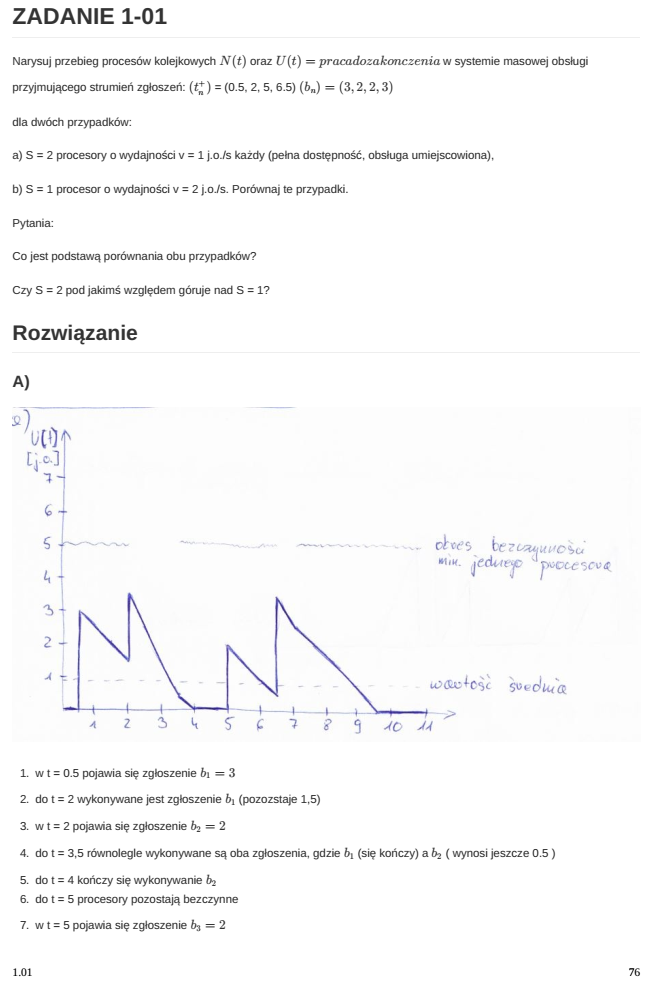 ZADANIE 1-01
Narysuj przebieg procesów kolejkowych N(t) oraz U(t) = pracadozakonczenia w systemie masowej obsługi
przyjmującego strumień zgłoszeń: (t_n^+) = (0.5, 2, 5, 6.5) (b_n) = (3, 2, 2, 3)
dla dwóch przypadków:
a) S = 2 procesory o wydajności v = 1 j.o./s każdy (pełna dostępność, obsługa umiejscowiona),
b) S = 1 procesor o wydajności v = 2 j.o./s. Porównaj te przypadki.
Pytania:
Co jest podstawą porównania obu przypadków?
Czy S = 2 pod jakimś względem góruje nad S = 1?
Rozwiązanie
A)
a)
U(t)
[j.o.]
7
6
5
okres bezczynności
min. jednego procesora
4
3
2
1
wartość średnia
1 2 3 4 5 6 7 8 9 10 11
1. w t = 0.5 pojawia się zgłoszenie b_1 = 3
2. do t = 2 wykonywane jest zgłoszenie b_1 (pozozstaje 1,5)
3. w t = 2 pojawia się zgłoszenie b_2 = 2
4. do t = 3,5 równolegle wykonywane są oba zgłoszenia, gdzie b_1 (się kończy) a b_2 ( wynosi jeszcze 0.5 )
5. do t = 4 kończy się wykonywanie b_2
6. do t = 5 procesory pozostają bezczynne
7. w t = 5 pojawia się zgłoszenie b_3 = 2
1.01 76